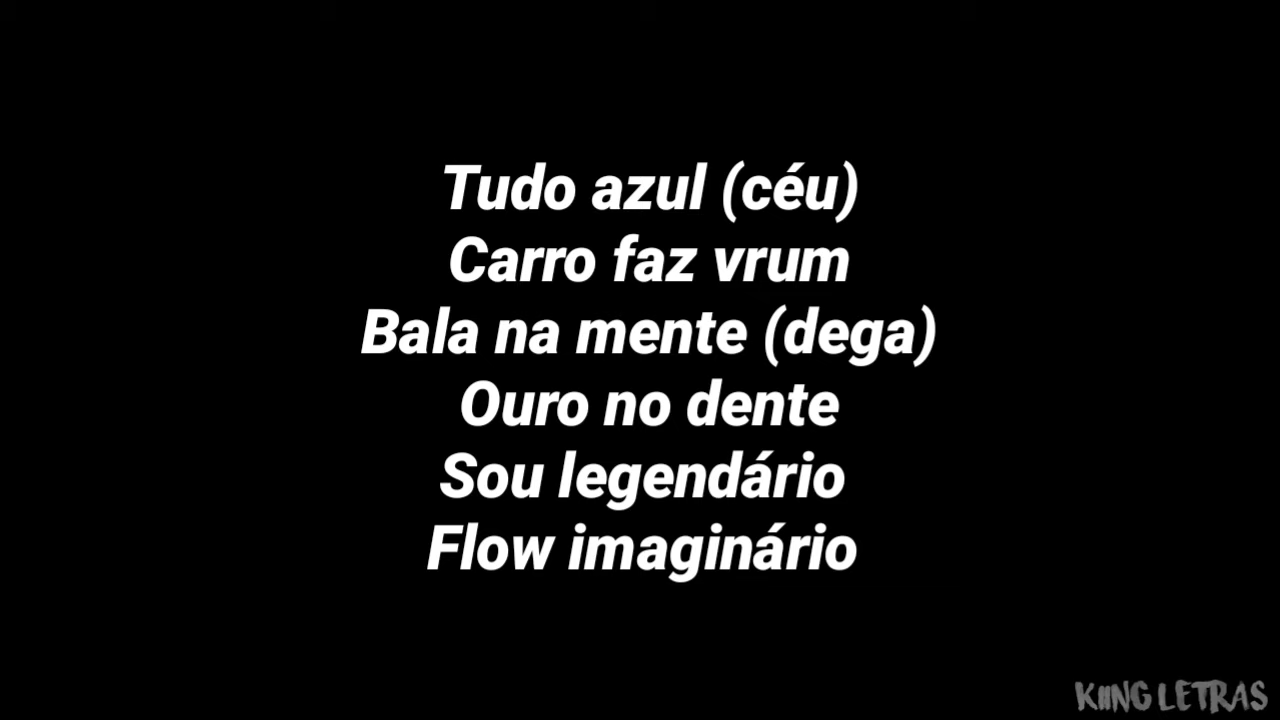 Tudo azul (céu)
Carro faz vrum
Bala na mente (dega)
Ouro no dente
Sou legendário
Flow imaginário
KIING LETRAS